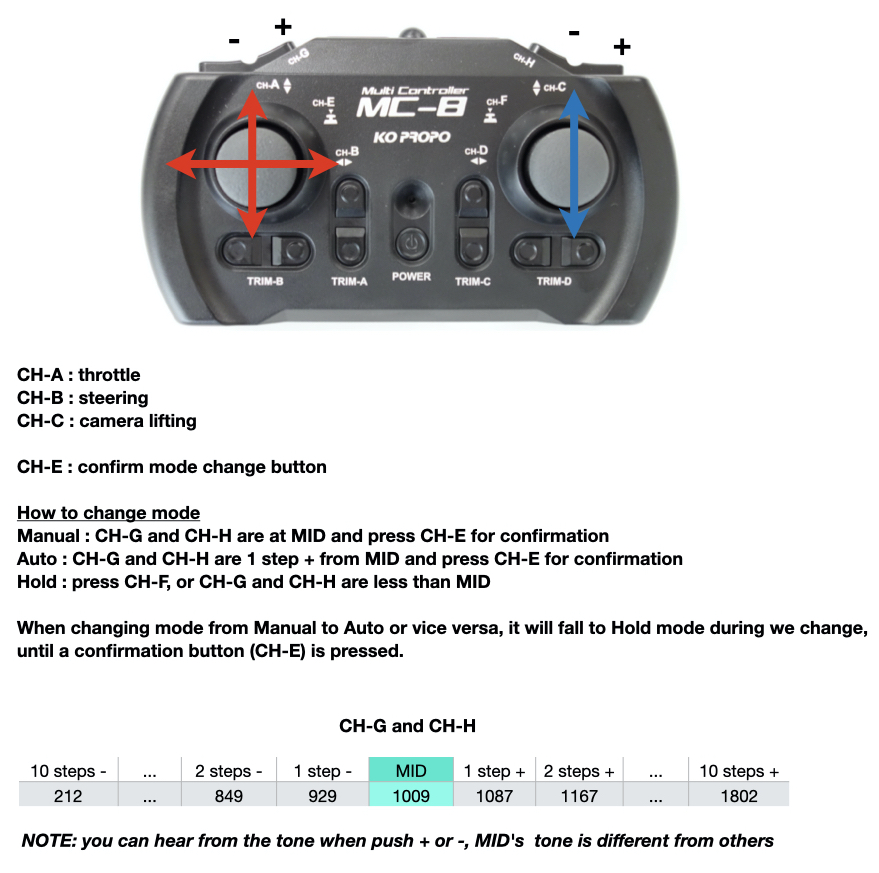 - + - +
CH-G CH-H
CH-A CH-C
Multi Controller
CH-E MC-8 CH-F
KO PROPO
CH-B CH-D
TRIM-B TRIM-A POWER TRIM-C TRIM-D
CH-A : throttle
CH-B : steering
CH-C : camera lifting
CH-E : confirm mode change button
How to change mode
Manual : CH-G and CH-H are at MID and press CH-E for confirmation
Auto : CH-G and CH-H are 1 step + from MID and press CH-E for confirmation
Hold : press CH-F, or CH-G and CH-H are less than MID
When changing mode from Manual to Auto or vice versa, it will fall to Hold mode during we change,
until a confirmation button (CH-E) is pressed.
CH-G and CH-H
10 steps - ... 2 steps - 1 step - MID 1 step + 2 steps + ... 10 steps +
212 ... 849 929 1009 1087 1167 ... 1802
NOTE: you can hear from the tone when push + or -, MID's tone is different from others